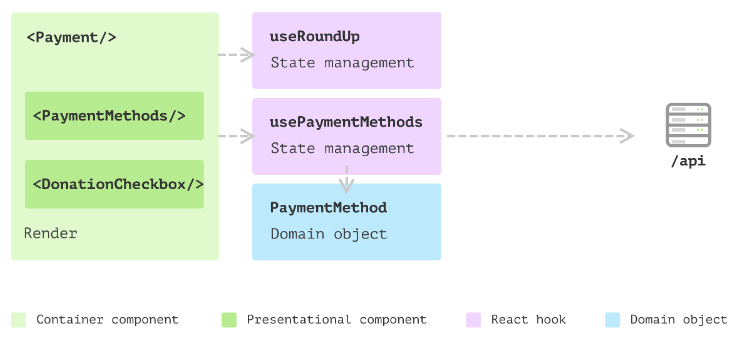 <Payment/>
useRoundUp
State management
<PaymentMethods/>
usePaymentMethods
State management
/api
<DonationCheckbox/>
PaymentMethod
Domain object
Render
Container component
Presentational component
React hook
Domain object